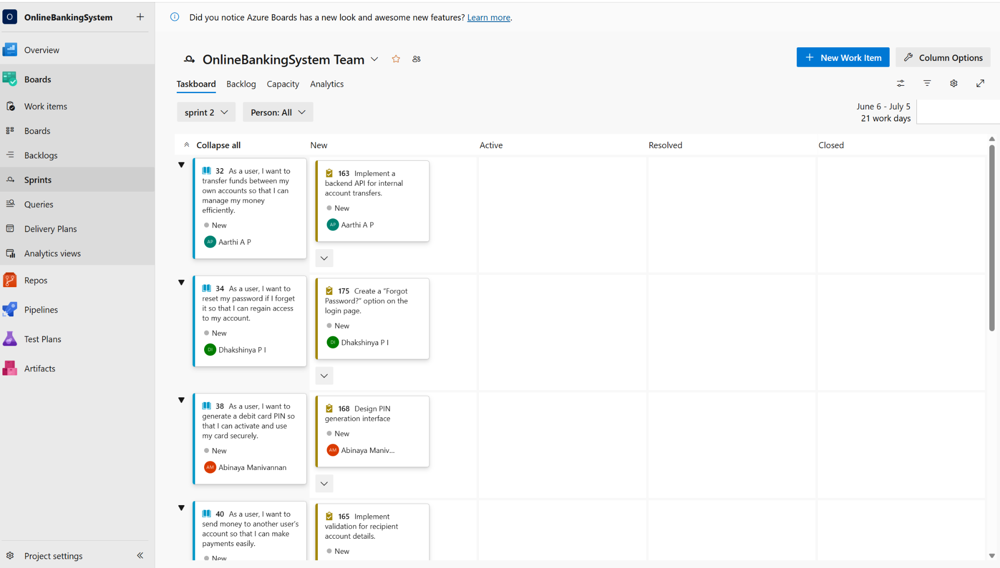 O OnlineBankingSystem +
Overview
Boards
Work items
Boards
Backlogs
Sprints
Queries
Delivery Plans
Analytics views
Repos
Pipelines
Test Plans
Artifacts
Project settings
Did you notice Azure Boards has a new look and awesome new features? Learn more.
OnlineBankingSystem Team
+ New Work Item
Column Options
Taskboard Backlog Capacity Analytics
sprint 2
Person: All
June 6 - July 5
21 work days
Collapse all New Active Resolved Closed
32 As a user, I want to
transfer funds between my
own accounts so that I can
manage my money
efficiently.
New
AP Aarthi A P
163 Implement a
backend API for internal
account transfers.
New
AP Aarthi A P
34 As a user, I want to
reset my password if I forget
it so that I can regain access
to my account.
New
DI Dhakshinya P I
175 Create a “Forgot
Password?” option on the
login page.
New
DI Dhakshinya P I
38 As a user, I want to
generate a debit card PIN so
that I can activate and use
my card securely.
New
AM Abinaya Manivannan
168 Design PIN
generation interface
New
AM Abinaya Maniv...
40 As a user, I want to
send money to another user’s
account so that I can make
payments easily.
New
165 Implement
validation for recipient
account details.
New